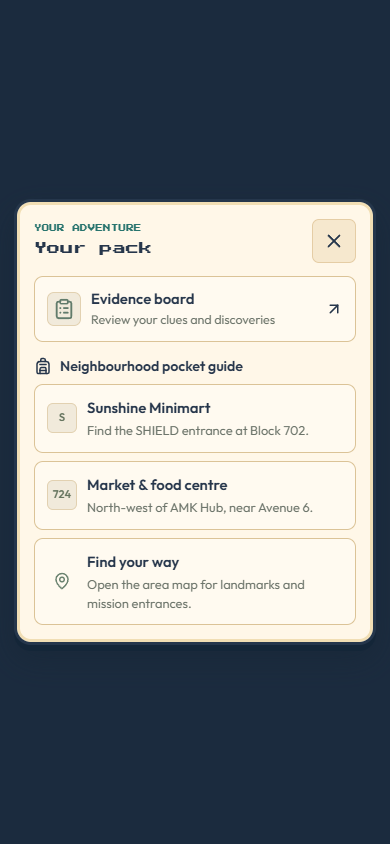 YOUR ADVENTURE
Your pack
Evidence board
Review your clues and discoveries
Neighbourhood pocket guide
S
Sunshine Minimart
Find the SHIELD entrance at Block 702.
724
Market & food centre
North-west of AMK Hub, near Avenue 6.
Find your way
Open the area map for landmarks and
mission entrances.